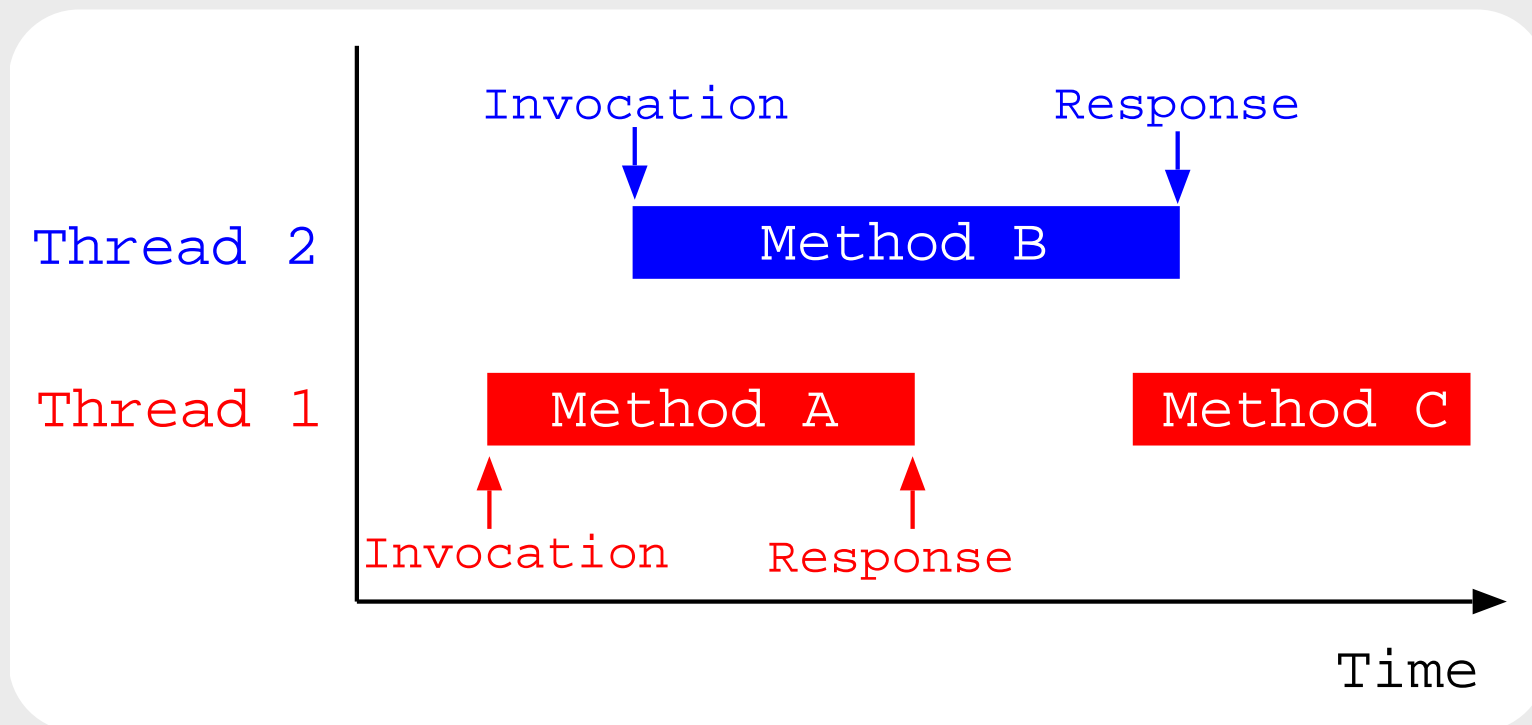 Invocation
Response
Thread 2
Method B
Thread 1
Method A
Method C
Invocation
Response
Time